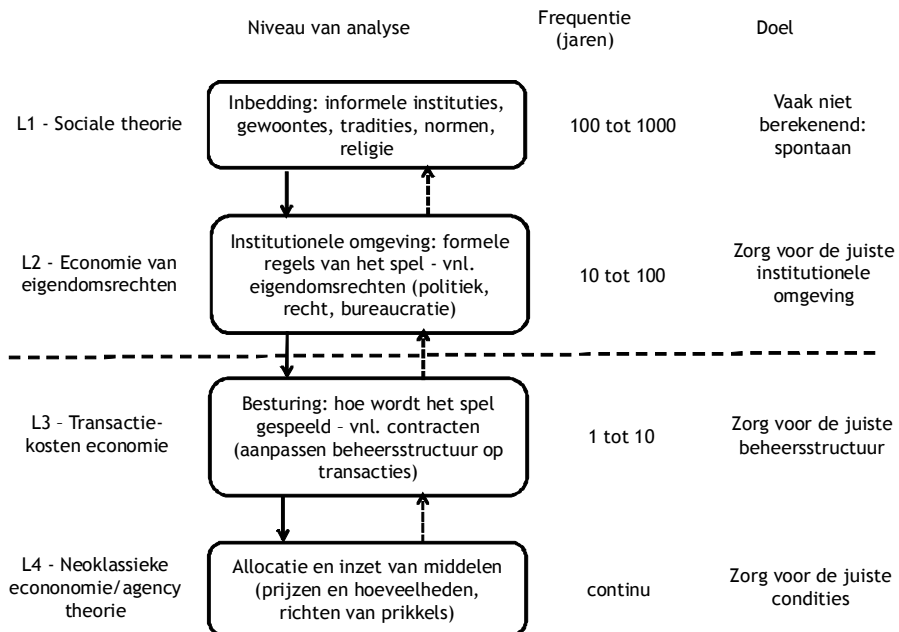 Niveau van analyse
Frequentie
(jaren)
Doel
L1 - Sociale theorie
Inbedding: informele instituties,
gewoontes, tradities, normen,
religie
100 tot 1000
Vaak niet
berekenend:
spontaan
L2 - Economie van
eigendomsrechten
Institutionele omgeving: formele
regels van het spel - vnl.
eigendomsrechten (politiek,
recht, bureaucratie)
10 tot 100
Zorg voor de juiste
institutionele
omgeving
L3 – Transactie-
kosten economie
Besturing: hoe wordt het spel
gespeeld – vnl. contracten
(aanpassen beheersstructuur op
transacties)
1 tot 10
Zorg voor de juiste
beheersstructuur
L4 - Neoklassieke
econonomie/agency
theorie
Allocatie en inzet van middelen
(prijzen en hoeveelheden,
richten van prikkels)
continu
Zorg voor de juiste
condities